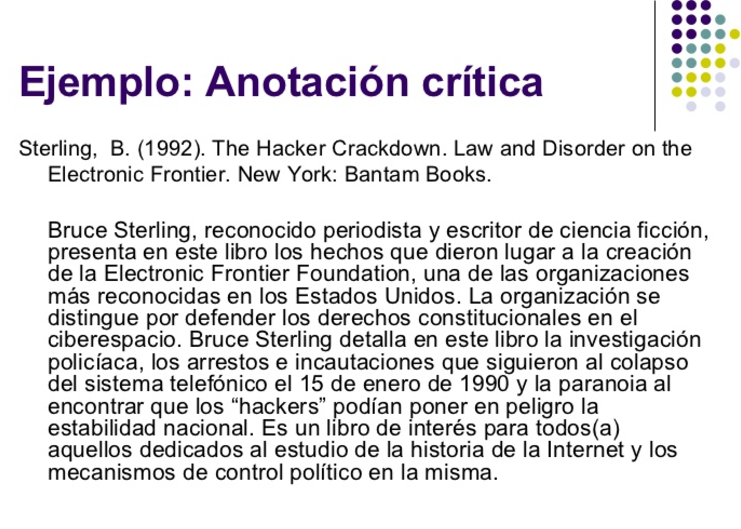 Ejemplo: Anotación crítica
Sterling, B. (1992). The Hacker Crackdown. Law and Disorder on the
Electronic Frontier. New York: Bantam Books.
Bruce Sterling, reconocido periodista y escritor de ciencia ficción,
presenta en este libro los hechos que dieron lugar a la creación
de la Electronic Frontier Foundation, una de las organizaciones
más reconocidas en los Estados Unidos. La organización se
distingue por defender los derechos constitucionales en el
ciberespacio. Bruce Sterling detalla en este libro la investigación
policíaca, los arrestos e incautaciones que siguieron al colapso
del sistema telefónico el 15 de enero de 1990 y la paranoia al
encontrar que los “hackers” podían poner en peligro la
estabilidad nacional. Es un libro de interés para todos(a)
aquellos dedicados al estudio de la historia de la Internet y los
mecanismos de control político en la misma.